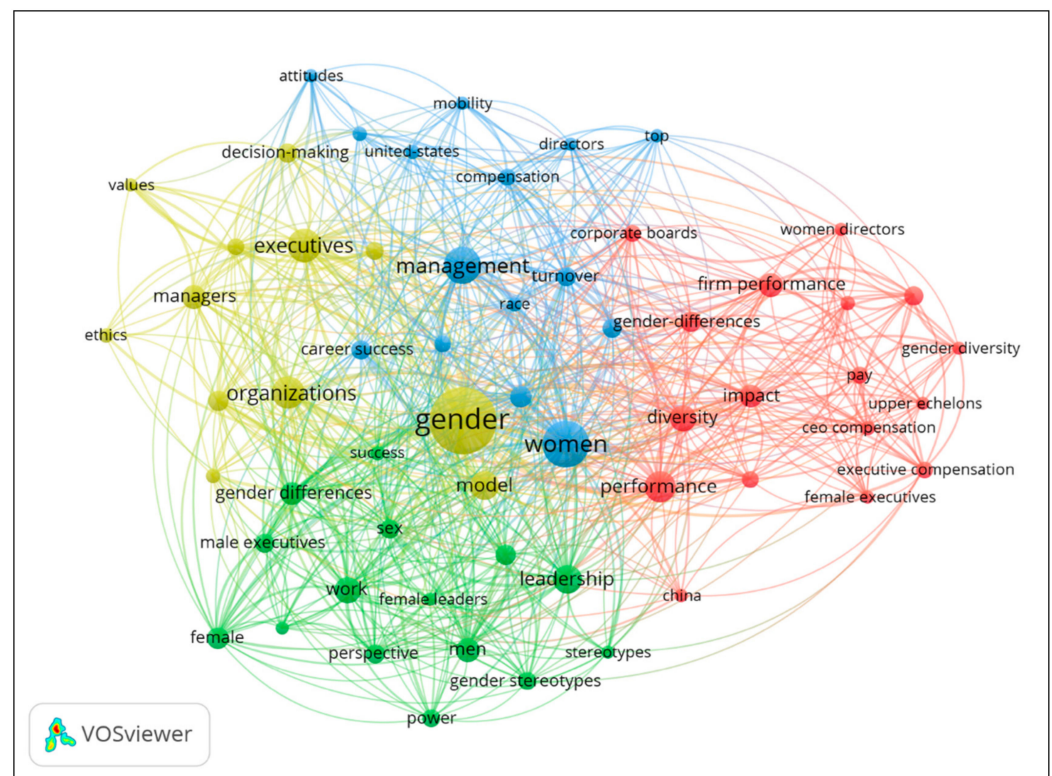 attitudes
mobility
top
directors
decision-making
united-states
compensation
values
corporate boards
women directors
executives
management
turnover
firm performance
managers
race
gender-differences
ethics
career success
gender diversity
pay
organizations
impact
upper echelons
gender
diversity
ceo compensation
women
success
executive compensation
gender differences
model
performance
female executives
sex
male executives
leadership
work
female leaders
china
female
perspective
men
stereotypes
gender stereotypes
power
VOSviewer